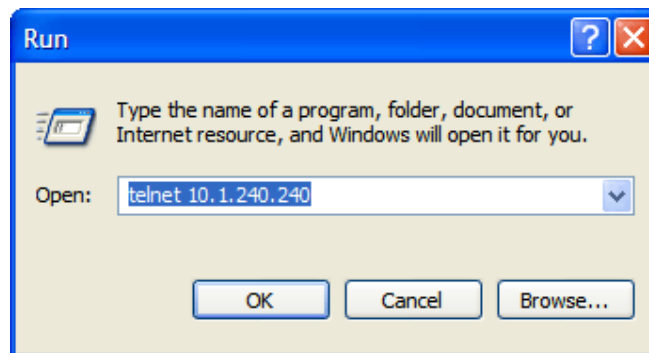 Run
?
Type the name of a program, folder, document, or
Internet resource, and Windows will open it for you.
Open: telnet 10.1.240.240
OK Cancel Browse...